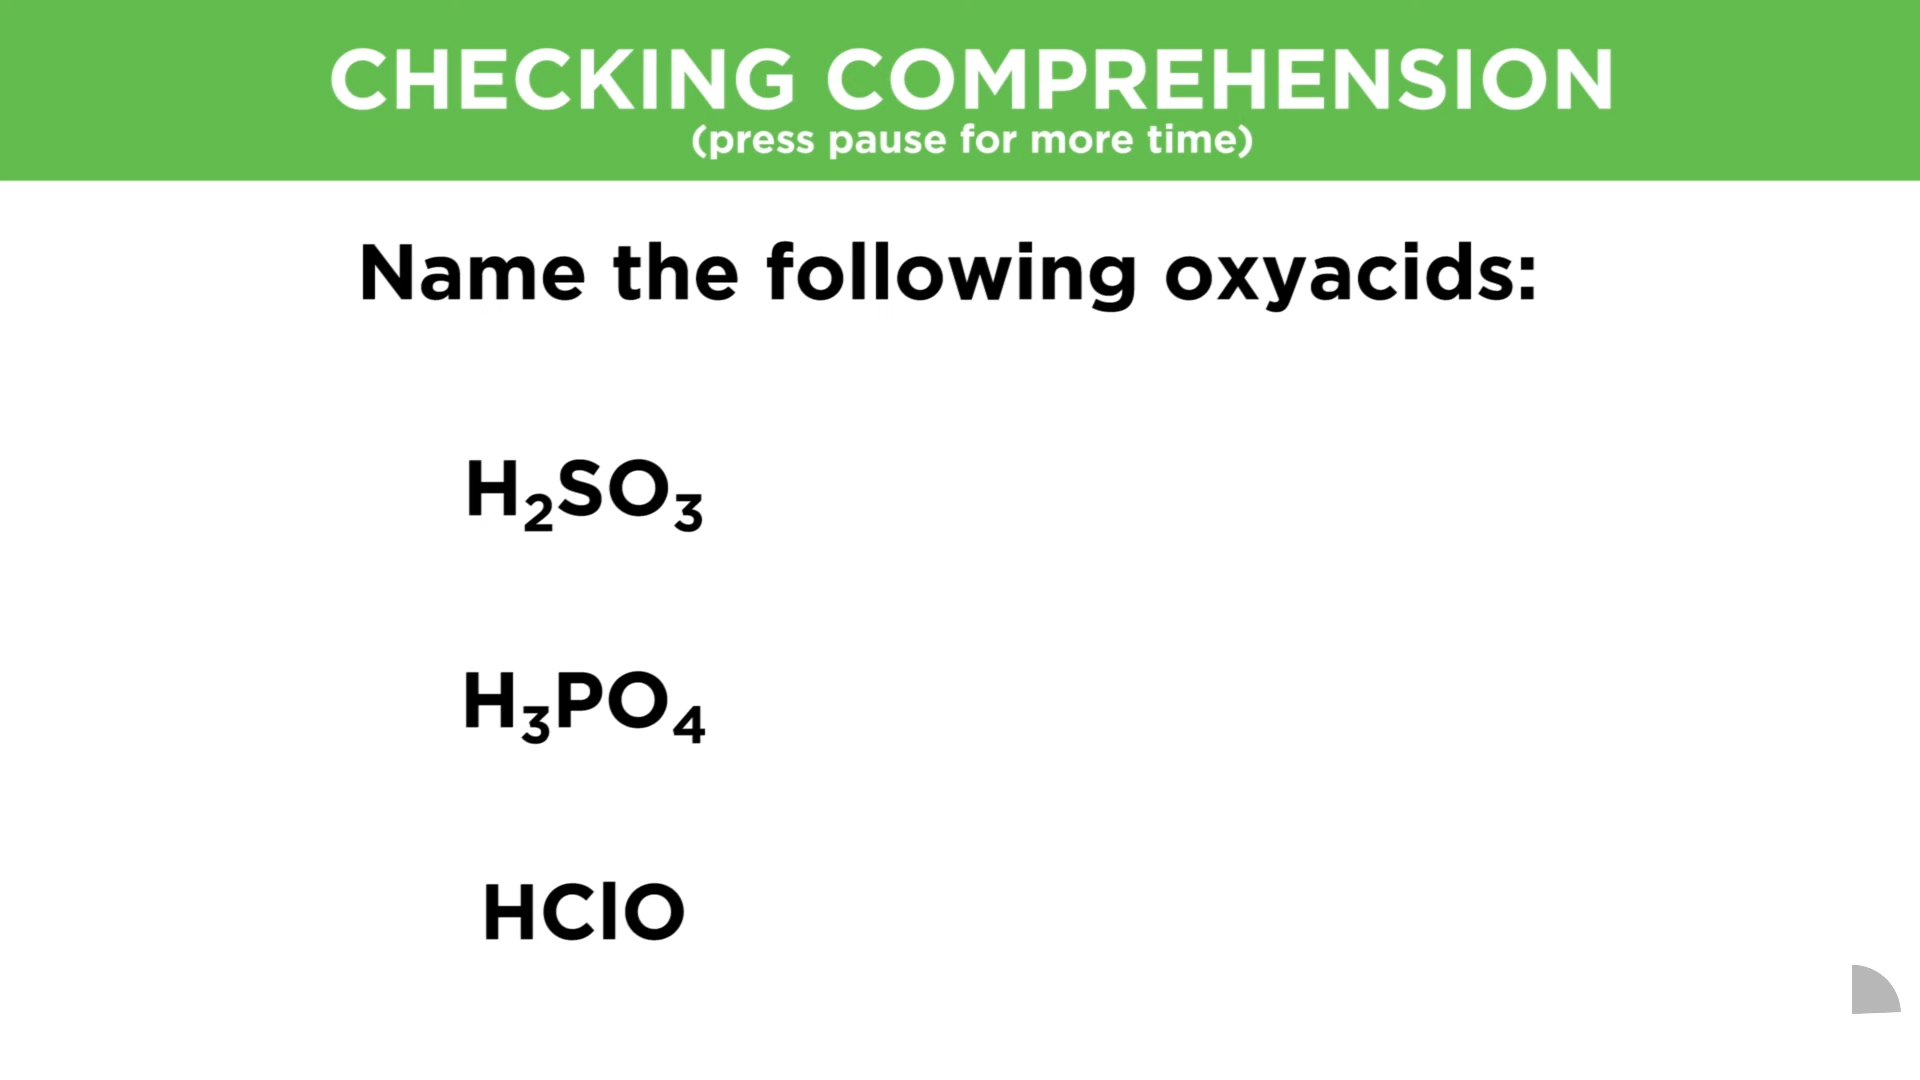 CHECKING COMPREHENSION
(press pause for more time)
Name the following oxyacids:
H₂SO₃
H₃PO₄
HClO